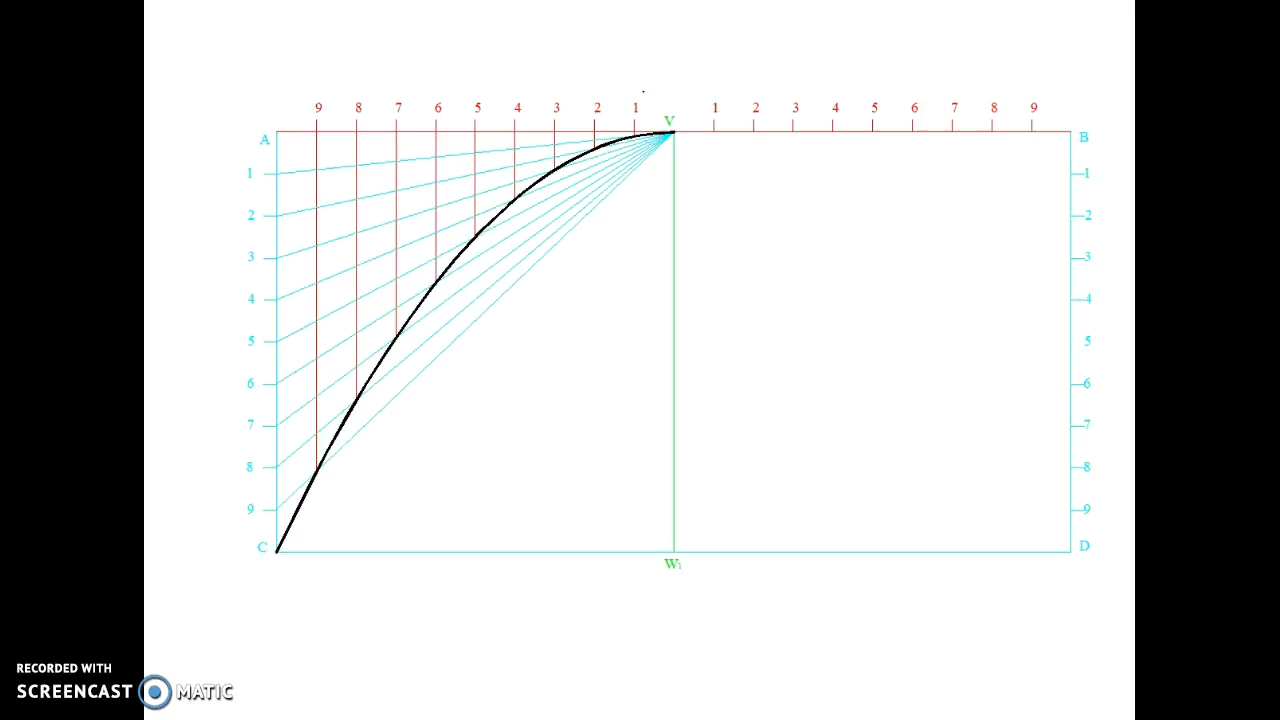 9 8 7 6 5 4 3 2 1 1 2 3 4 5 6 7 8 9
V
A B
1 1
2 2
3 3
4 4
5 5
6 6
7 7
8 8
9 9
C D
W1
RECORDED WITH
SCREENCAST MATIC